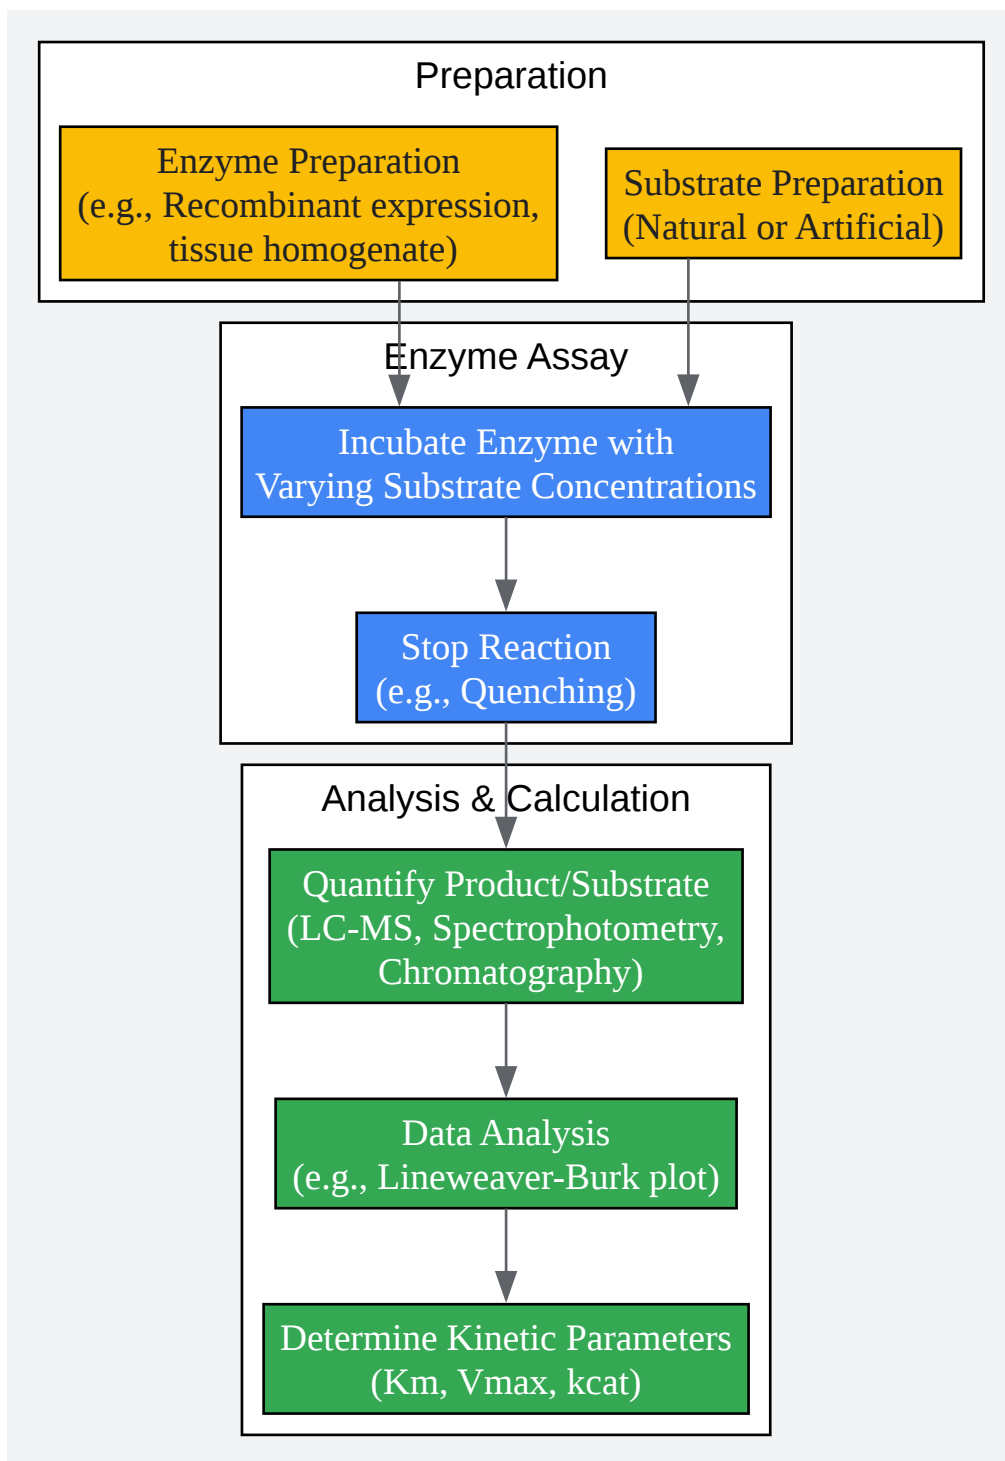 Preparation
Enzyme Preparation
(e.g., Recombinant expression,
tissue homogenate)
Substrate Preparation
(Natural or Artificial)
Enzyme Assay
Incubate Enzyme with
Varying Substrate Concentrations
Stop Reaction
(e.g., Quenching)
Analysis & Calculation
Quantify Product/Substrate
(LC-MS, Spectrophotometry,
Chromatography)
Data Analysis
(e.g., Lineweaver-Burk plot)
Determine Kinetic Parameters
(Km, Vmax, kcat)